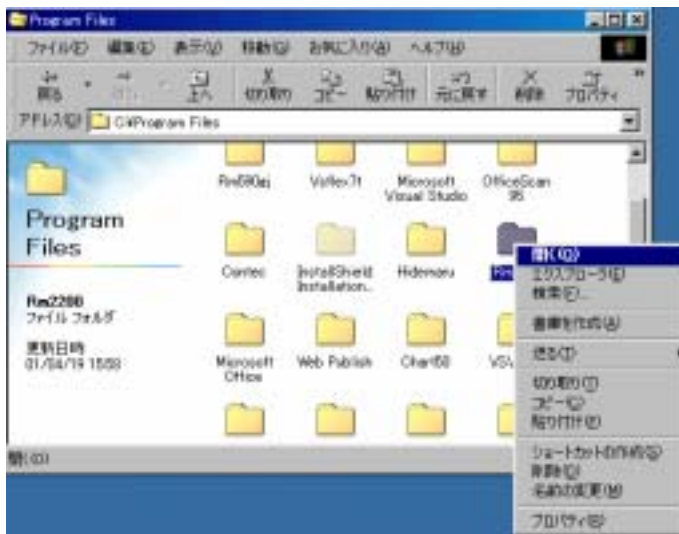 Program Files
ファイル(F) 編集(E) 表示(V) 移動(G) お気に入り(A) ヘルプ(H)
戻る 上へ 切り取り コピー 貼り付け 元に戻す 削除 プロパティ
アドレス(D) C:¥Program Files
Program
Files
Rm2200
ファイル フォルダ
更新日時
01/04/19 15:58
Microsoft
Visual Studio
OfficeScan
95
Contec
InstallShield
Installation...
Hidemaru
Microsoft
Office
Web Publish
Chart50
開く(O)
エクスプローラ(E)
検索(F)...
書庫を作成(A)
送る(T)
切り取り(T)
コピー(C)
貼り付け(P)
ショートカットの作成(S)
削除(D)
名前の変更(M)
プロパティ(R)
開く(O)